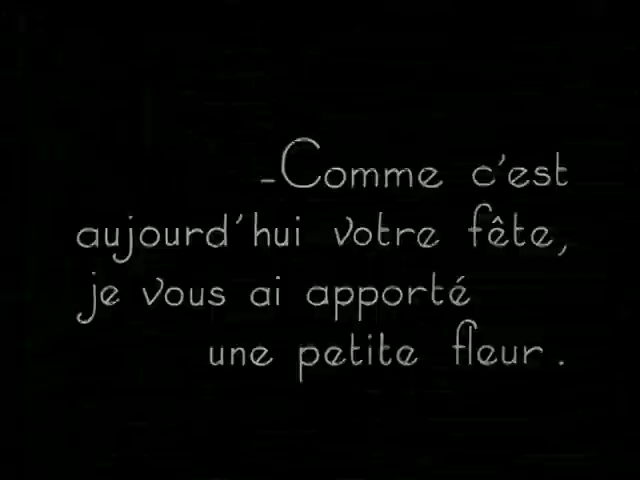 -Comme c'est
aujourd'hui votre fête,
je vous ai apporté
une petite fleur.